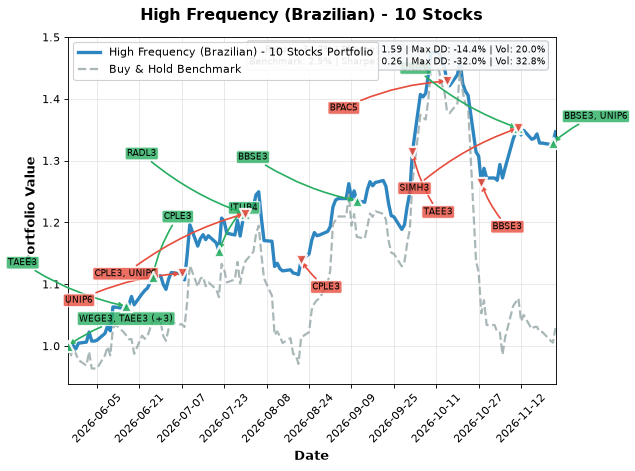 High Frequency (Brazilian) - 10 Stocks
High Frequency (Brazilian) - 10 Stocks Portfolio
Buy & Hold Benchmark
1.59 | Max DD: -14.4% | Vol: 20.0%
Benchmark: 2.9% | Sharpe: 0.26 | Max DD: -32.0% | Vol: 32.8%
1.5
1.4
1.3
1.2
1.1
1.0
Portfolio Value
BPAC5
BBSE3, UNIP6
RADL3
BBSE3
SIMH3
ITUB4
CPLE3
TAEE3
BBSE3
TAEE3
CPLE3, UNIP6
CPLE3
UNIP6
WEGE3, TAEE3 (+3)
2026-06-05
2026-06-21
2026-07-07
2026-07-23
2026-08-08
2026-08-24
2026-09-09
2026-09-25
2026-10-11
2026-10-27
2026-11-12
Date